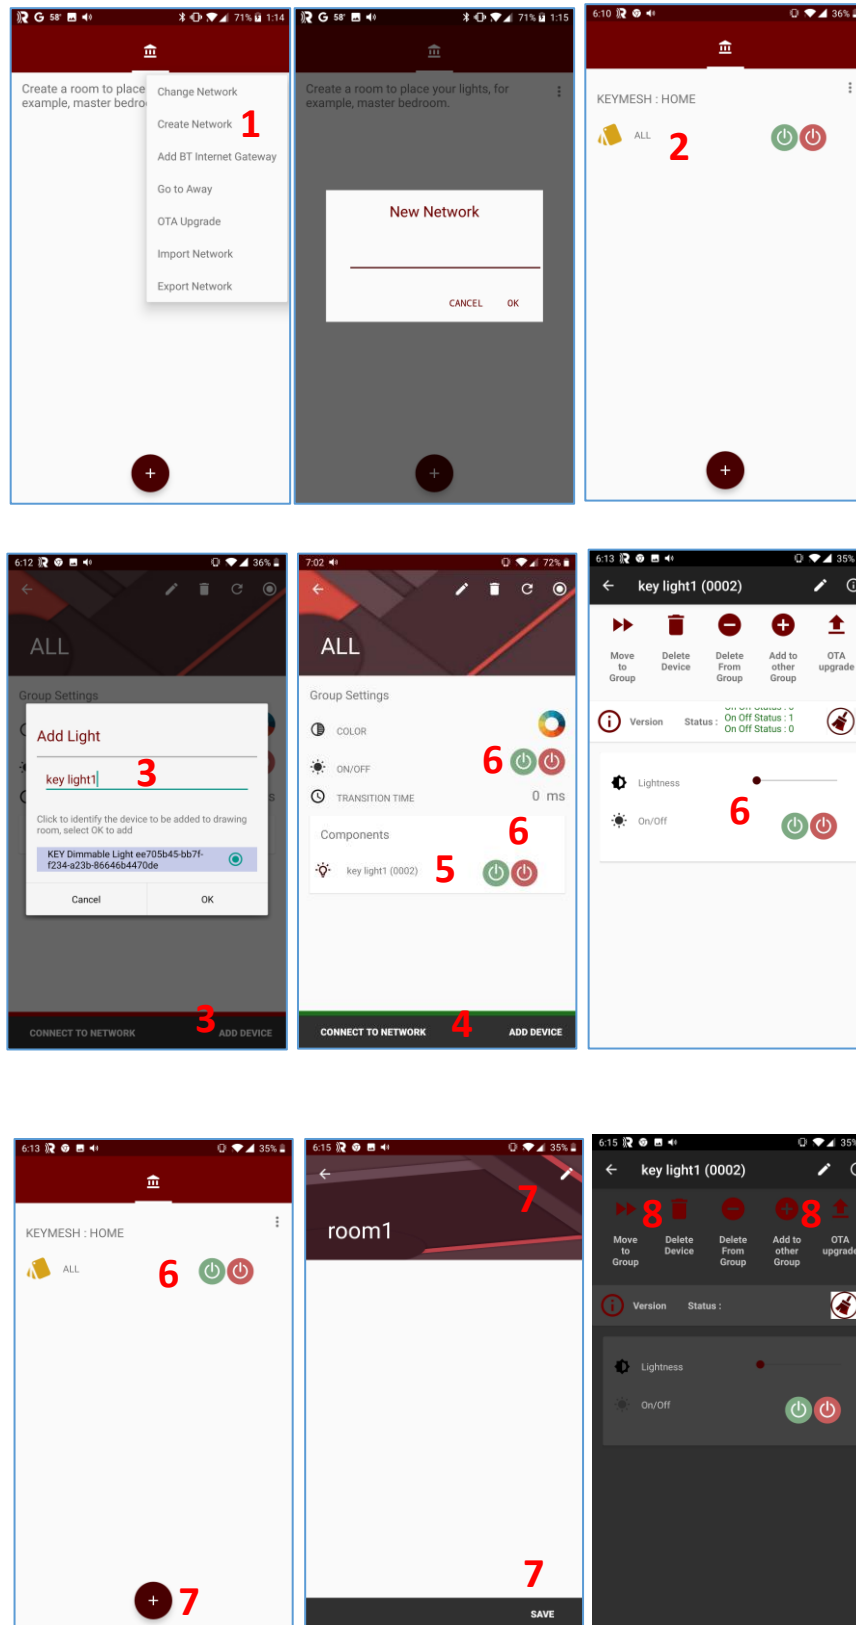 G 58° 71% 1:14
Create a room to place
example, master bedro
Change Network
Create Network 1
Add BT Internet Gateway
Go to Away
OTA Upgrade
Import Network
Export Network
+
G 58° 71% 1:15
Create a room to place your lights, for
example, master bedroom.
New Network
CANCEL OK
+
6:10 36%
KEYMESH : HOME
ALL 2
+
6:12 36%
ALL
Group Settings
Add Light
key light1 3
Click to identify the device to be added to drawing
room, select OK to add
KEY Dimmable Light ee705b45-bb7f-
f234-a23b-86646b4470de
Cancel OK
s
CONNECT TO NETWORK 3 ADD DEVICE
7:02 72%
ALL
Group Settings
COLOR
ON/OFF 6
TRANSITION TIME 0 ms
Components 6
key light1 (0002) 5
CONNECT TO NETWORK 4 ADD DEVICE
6:13 35%
key light1 (0002)
Move to Group
Delete Device
Delete From Group
Add to other Group
OTA upgrade
Version Status :
On Off Status : 1
On Off Status : 0
Lightness
On/Off 6
6:13 35%
KEYMESH : HOME
ALL 6
+ 7
6:15 35%
7
room1
7
SAVE
6:15 35%
key light1 (0002)
8 8
Move to Group
Delete Device
Delete From Group
Add to other Group
OTA upgrade
Version Status :
Lightness
On/Off